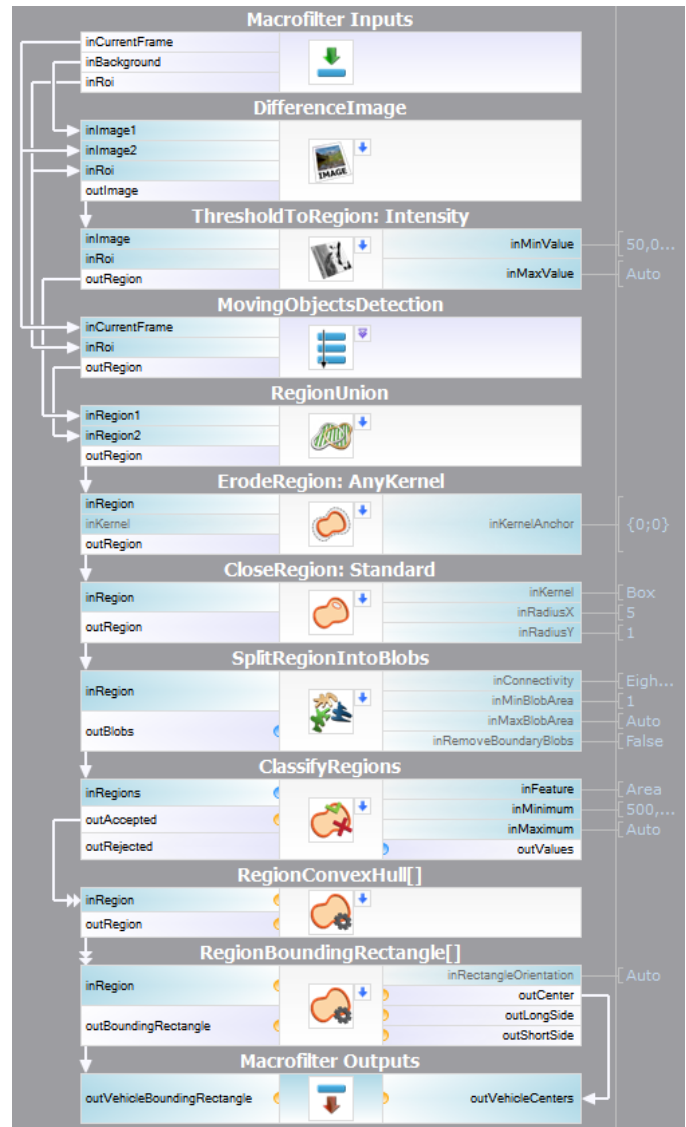 Macrofilter Inputs
inCurrentFrame
inBackground
inRoi
DifferenceImage
inImage1
inImage2
inRoi
IMAGE
outImage
ThresholdToRegion: Intensity
inImage
inMinValue
50,0...
inRoi
inMaxValue
Auto
outRegion
MovingObjectsDetection
inCurrentFrame
inRoi
outRegion
RegionUnion
inRegion1
inRegion2
outRegion
ErodeRegion: AnyKernel
inRegion
inKernel
inKernelAnchor
{0;0}
outRegion
CloseRegion: Standard
inRegion
inKernel
Box
inRadiusX
5
outRegion
inRadiusY
1
SplitRegionIntoBlobs
inRegion
inConnectivity
Eigh...
inMinBlobArea
1
outBlobs
inMaxBlobArea
Auto
inRemoveBoundaryBlobs
False
ClassifyRegions
inRegions
inFeature
Area
outAccepted
inMinimum
500,...
inMaximum
Auto
outRejected
outValues
RegionConvexHull[]
inRegion
outRegion
RegionBoundingRectangle[]
inRegion
inRectangleOrientation
Auto
outCenter
outBoundingRectangle
outLongSide
outShortSide
Macrofilter Outputs
outVehicleBoundingRectangle
outVehicleCenters